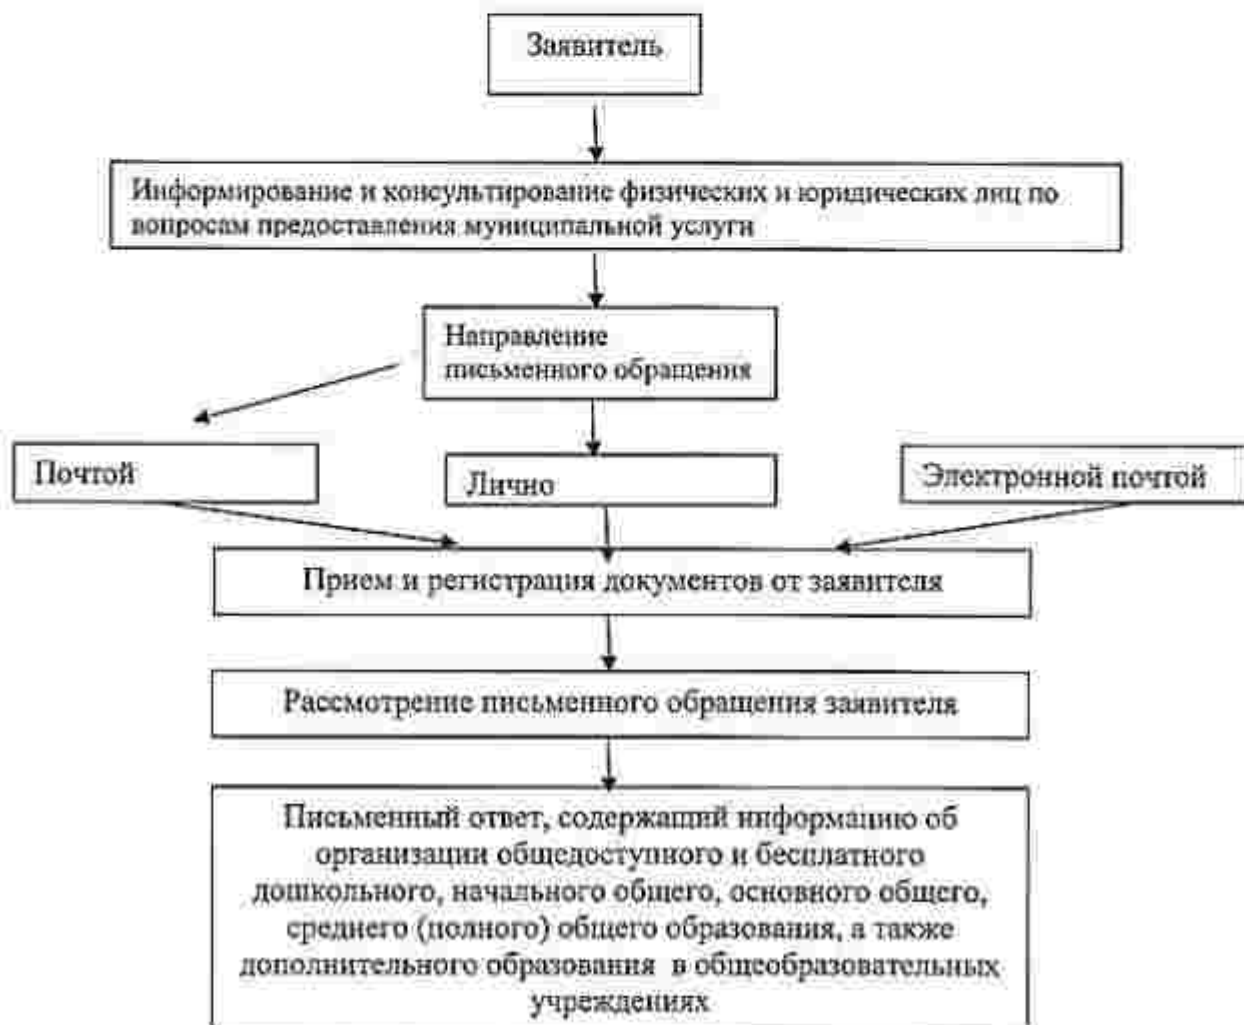 Заявитель
Информирование и консультирование физических и юридических лиц по
вопросам предоставления муниципальной услуги
Направление
письменного обращения
Почтой
Лично
Электронной почтой
Прием и регистрация документов от заявителя
Рассмотрение письменного обращения заявителя
Письменный ответ, содержащий информацию об
организации общедоступного и бесплатного
дошкольного, начального общего, основного общего,
среднего (полного) общего образования, а также
дополнительного образования в общеобразовательных
учреждениях